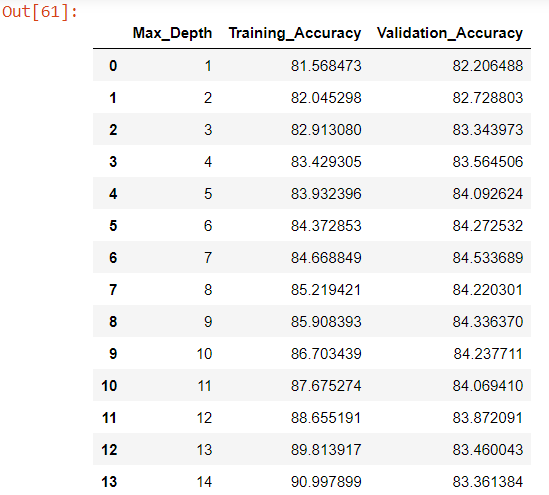 Out[61]:
Max_Depth Training_Accuracy Validation_Accuracy
0 1 81.568473 82.206488
1 2 82.045298 82.728803
2 3 82.913080 83.343973
3 4 83.429305 83.564506
4 5 83.932396 84.092624
5 6 84.372853 84.272532
6 7 84.668849 84.533689
7 8 85.219421 84.220301
8 9 85.908393 84.336370
9 10 86.703439 84.237711
10 11 87.675274 84.069410
11 12 88.655191 83.872091
12 13 89.813917 83.460043
13 14 90.997899 83.361384